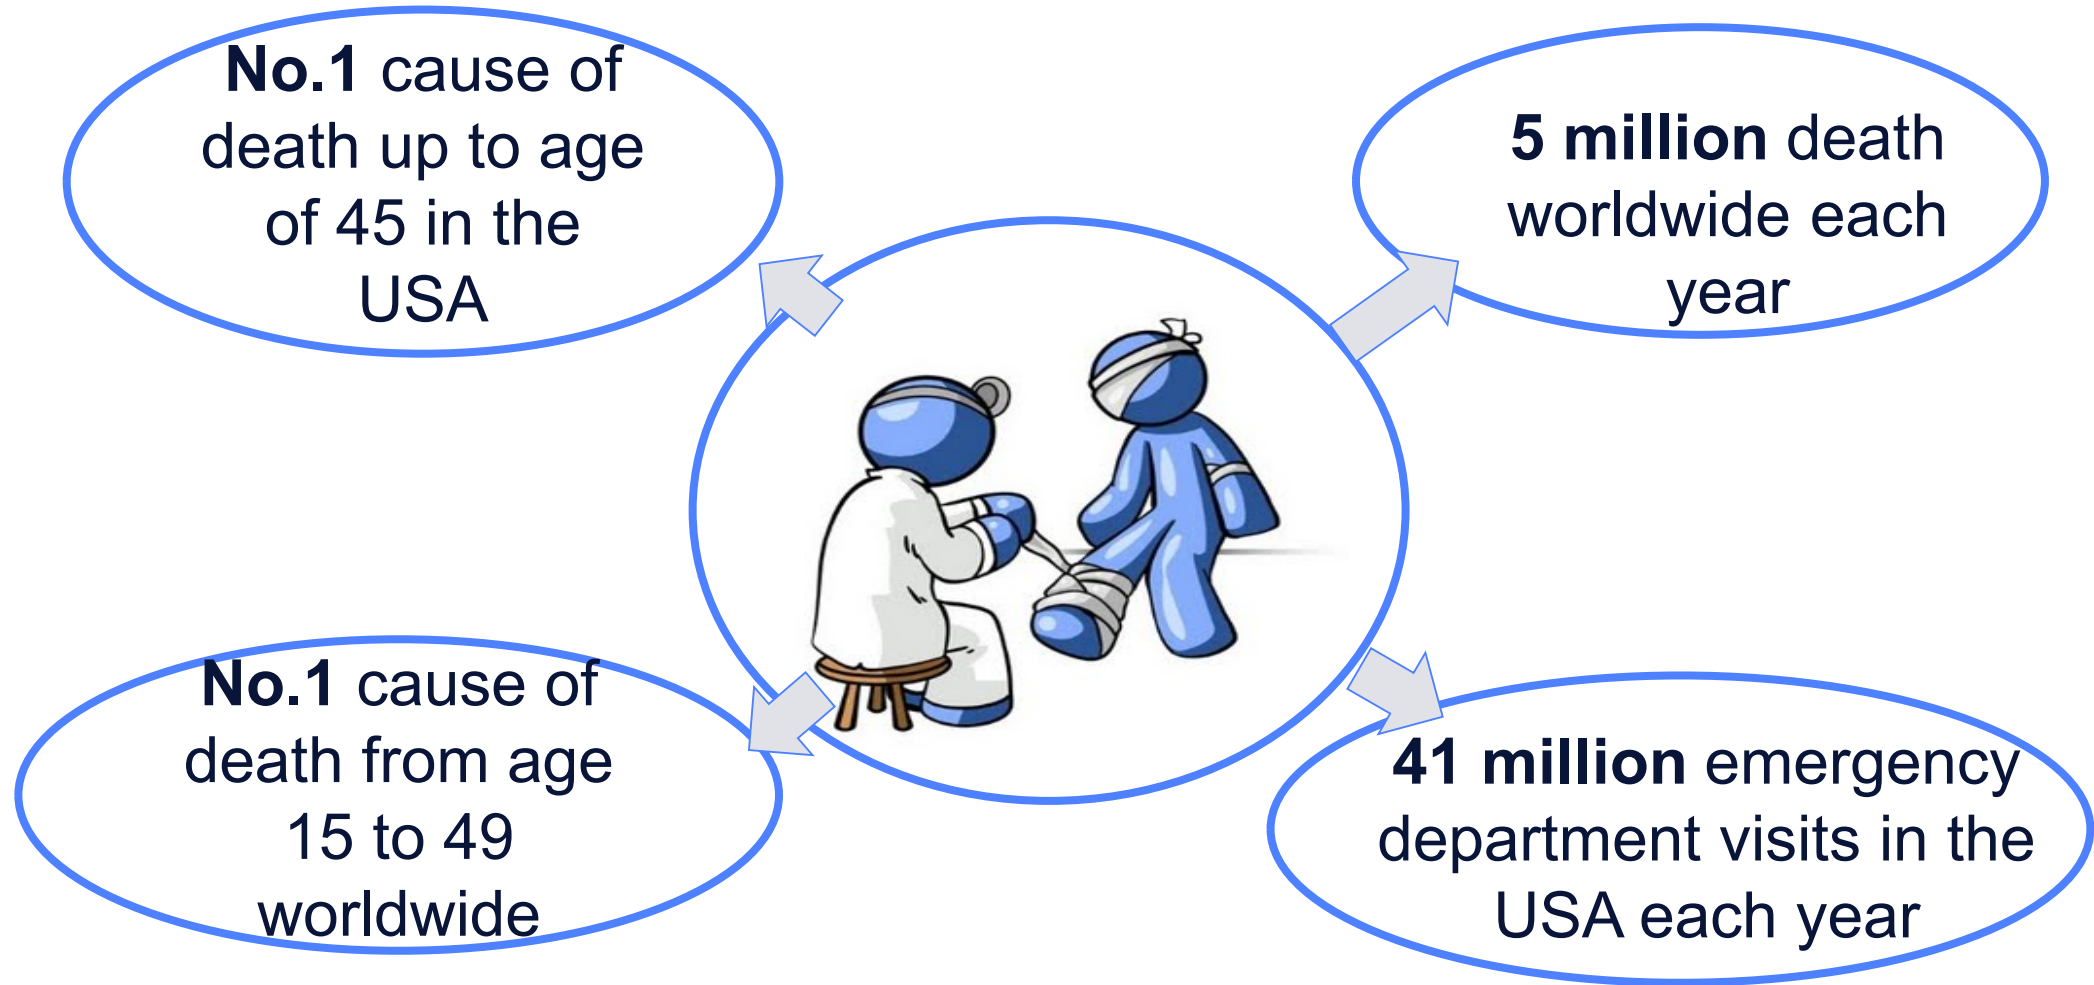 No.1 cause of
death up to age
of 45 in the
USA
5 million death
worldwide each
year
No.1 cause of
death from age
15 to 49
worldwide
41 million emergency
department visits in the
USA each year